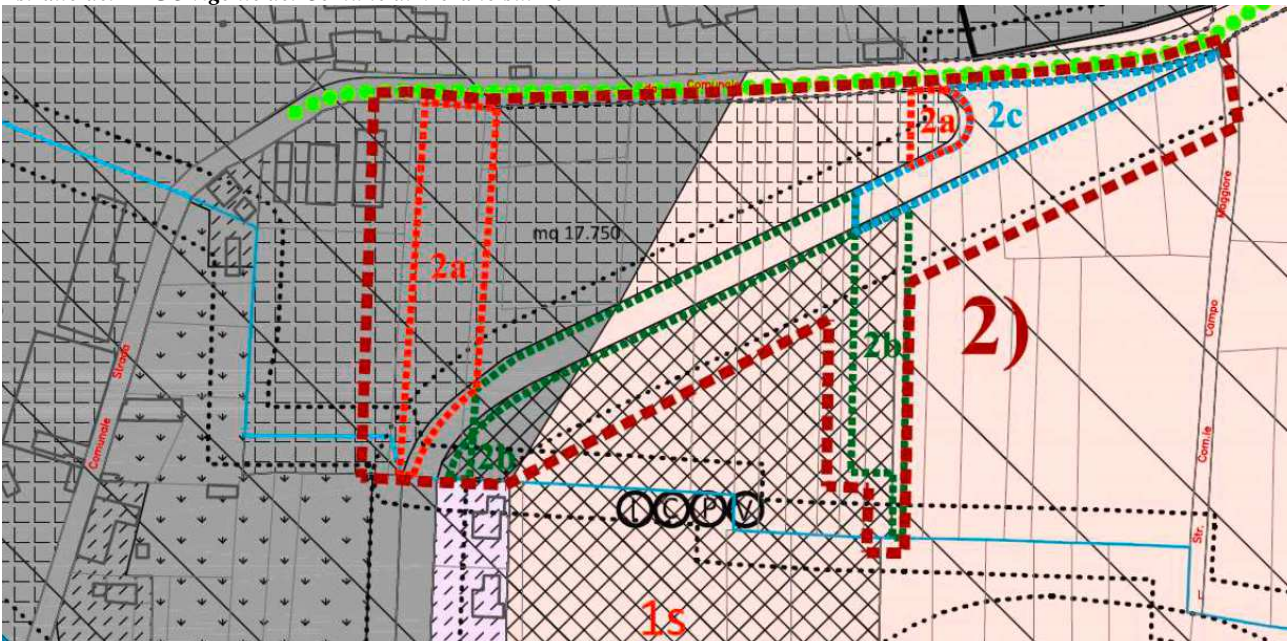 Comunale
2a
2c
mq 17.750
2a
Maggiore
2)
2b
Campo
Strada
Comunale
2b
Com.le
I C P V
Str.
1s